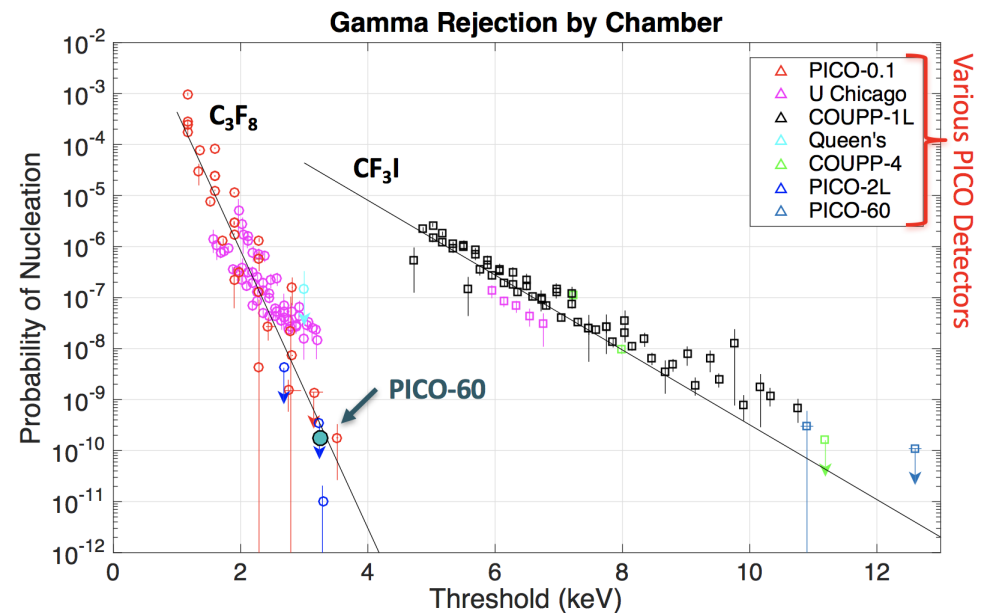 Gamma Rejection by Chamber
Probability of Nucleation
10⁻²
10⁻³
10⁻⁴
10⁻⁵
10⁻⁶
10⁻⁷
10⁻⁸
10⁻⁹
10⁻¹⁰
10⁻¹¹
10⁻¹²
C₃F₈
CF₃I
PICO-60
PICO-0.1
U Chicago
COUPP-1L
Queen's
COUPP-4
PICO-2L
PICO-60
Various PICO Detectors
0 2 4 6 8 10 12
Threshold (keV)